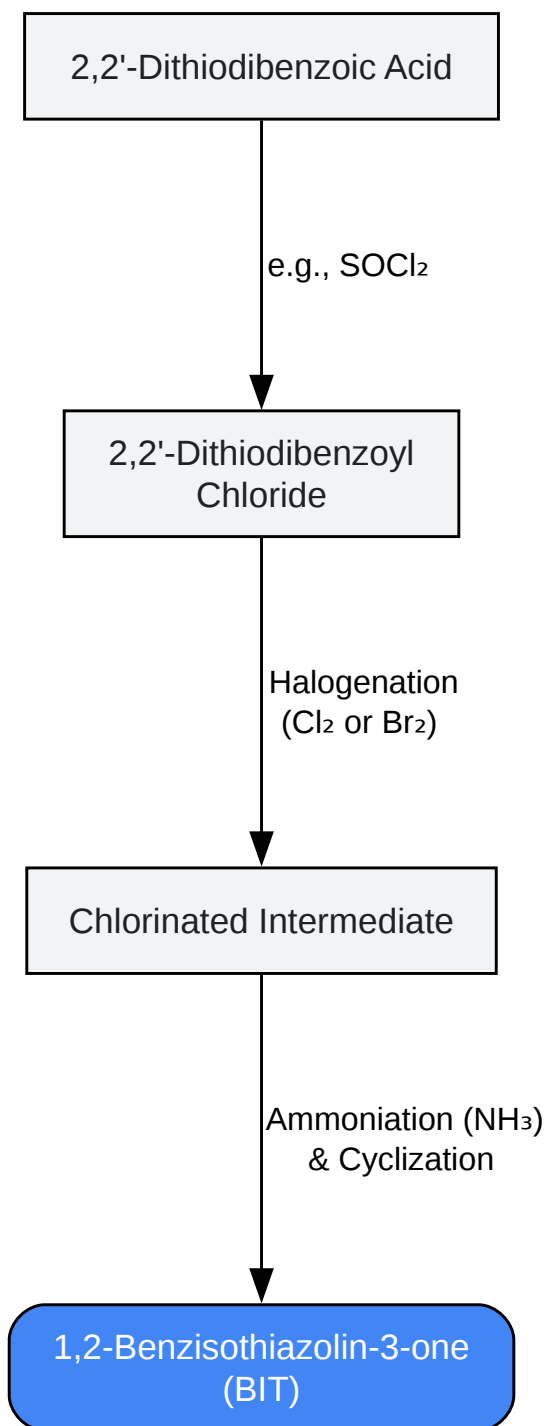 2,2'-Dithiodibenzoic Acid
e.g., SOCl₂
2,2'-Dithiodibenzoyl
Chloride
Halogenation
(Cl₂ or Br₂)
Chlorinated Intermediate
Ammoniation (NH₃)
& Cyclization
1,2-Benzisothiazolin-3-one
(BIT)